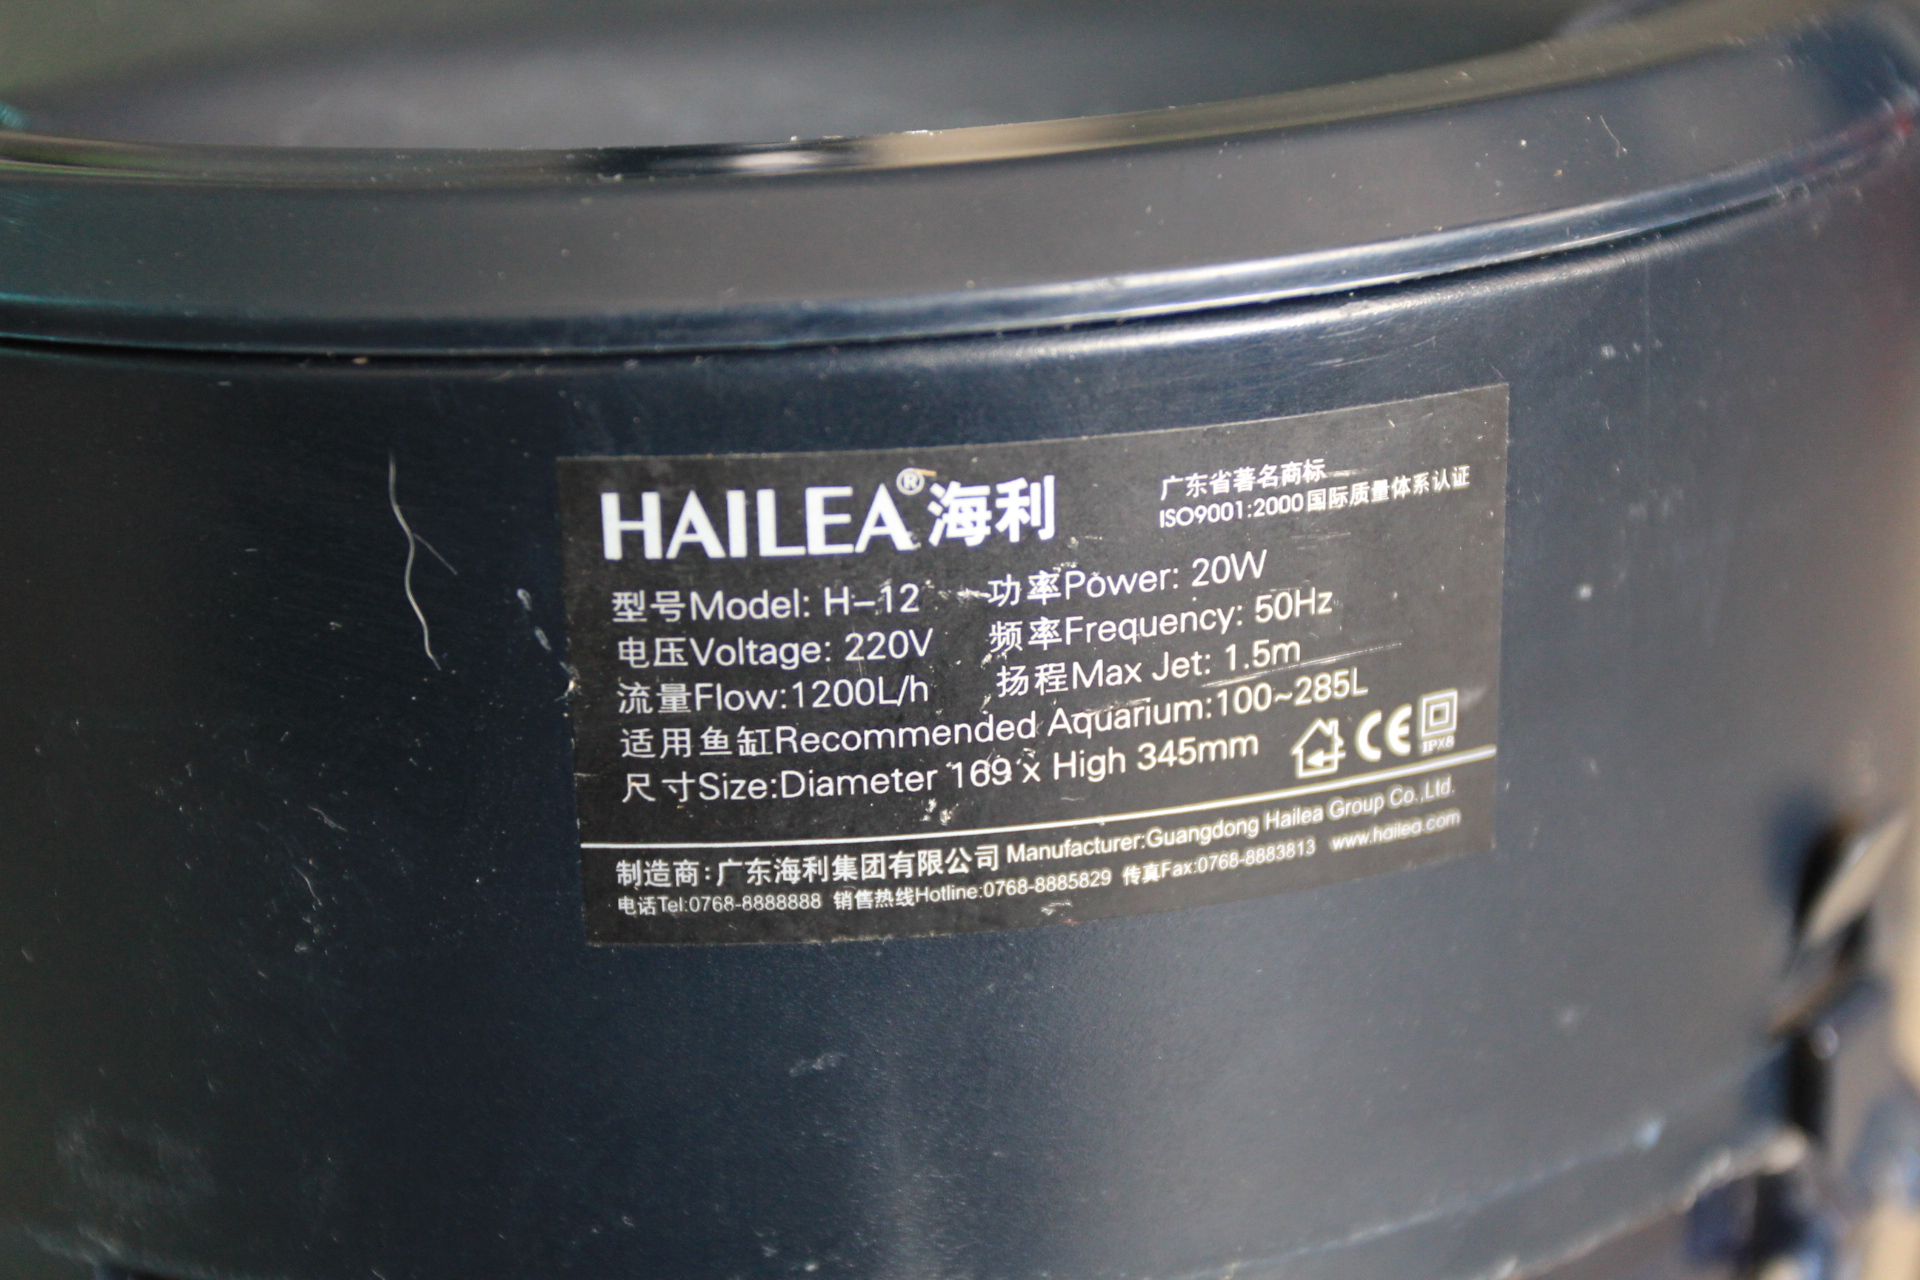 HAILEA® 海利
广东省著名商标
ISO9001:2000国际质量体系认证
型号Model: H-12 功率Power: 20W
电压Voltage: 220V 频率Frequency: 50Hz
流量Flow:1200L/h 扬程Max Jet: 1.5m
适用鱼缸Recommended Aquarium:100~285L
尺寸Size:Diameter 169 x High 345mm
CE IPX8
制造商:广东海利集团有限公司 Manufacturer:Guangdong Hailea Group Co.,Ltd.
电话Tel:0768-8888888 销售热线Hotline:0768-8885829 传真Fax:0768-8883813 www.hailea.com